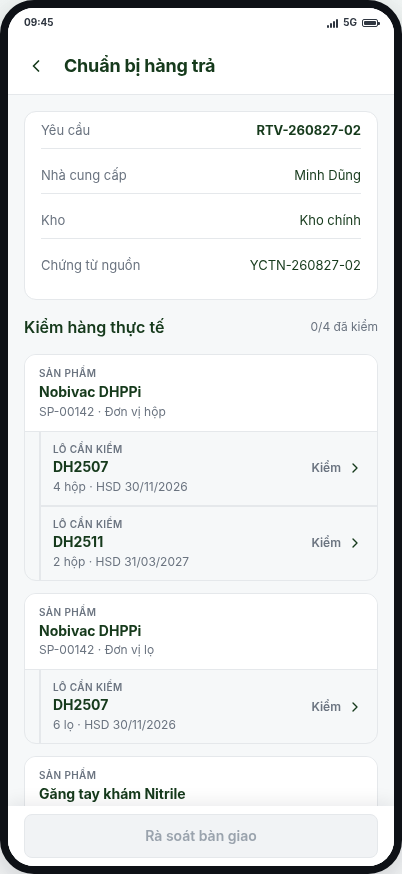 09:45 5G
Chuẩn bị hàng trả
Yêu cầu RTV-260827-02
Nhà cung cấp Minh Dũng
Kho Kho chính
Chứng từ nguồn YCTN-260827-02
Kiểm hàng thực tế 0/4 đã kiểm
SẢN PHẨM
Nobivac DHPPi
SP-00142 · Đơn vị hộp
LÔ CẦN KIỂM
DH2507 Kiểm
4 hộp · HSD 30/11/2026
LÔ CẦN KIỂM
DH2511 Kiểm
2 hộp · HSD 31/03/2027
SẢN PHẨM
Nobivac DHPPi
SP-00142 · Đơn vị lọ
LÔ CẦN KIỂM
DH2507 Kiểm
6 lọ · HSD 30/11/2026
SẢN PHẨM
Găng tay khám Nitrile
Rà soát bàn giao